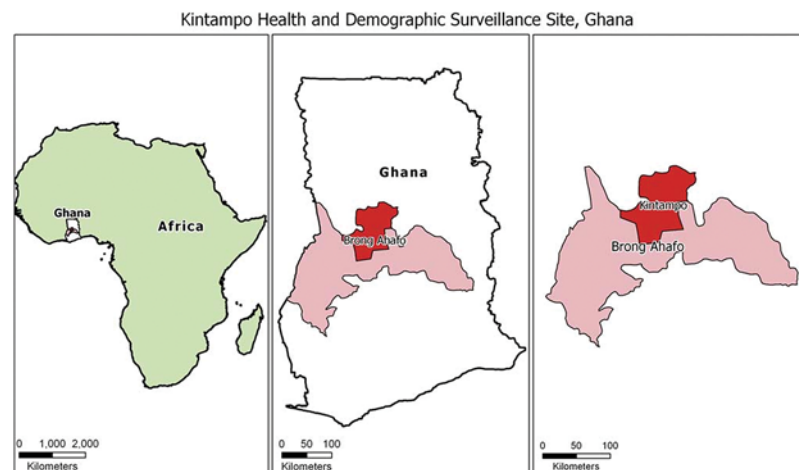 Kintampo Health and Demographic Surveillance Site, Ghana
Ghana
Africa
0 1,000 2,000
Kilometers
Ghana
Brong Ahafo
0 50 100
Kilometers
Kintampo
Brong Ahafo
0 50 100
Kilometers